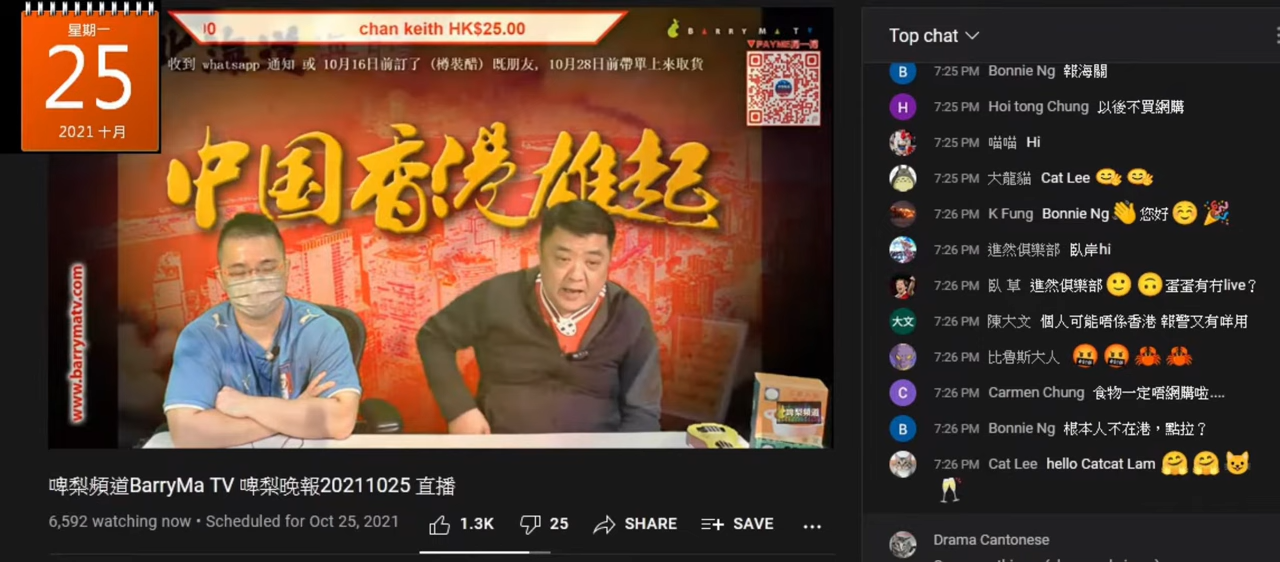 星期一
25
2021 十月
00
chan keith HK$25.00
BARRYMATV
收到 whatsapp 通知 或 10月16日前訂了（樽裝醋）既朋友，10月28日前帶單上來取貨
中国香港雄起
www.barrymatv.com
啤梨頻道
啤梨頻道BarryMa TV 啤梨晚報20211025 直播
6,592 watching now • Scheduled for Oct 25, 2021
1.3K
25
SHARE
SAVE
Top chat
B 7:25 PM Bonnie Ng 報海關
H 7:25 PM Hoi tong Chung 以後不買網購
7:25 PM 喵喵 Hi
7:25 PM 大龍貓 Cat Lee 🥰 🥰
7:26 PM K Fung Bonnie Ng 👋 您好 ☺️ 🎉
7:26 PM 進然俱樂部 臥岸hi
7:26 PM 臥 草 進然俱樂部 🙂 🙃 蛋蛋有冇live？
大文 7:26 PM 陳大文 個人可能唔係香港 報警又有咩用
7:26 PM 比魯斯大人 🤬 🤬 🦀 🦀
C 7:26 PM Carmen Chung 食物一定唔網購啦....
B 7:26 PM Bonnie Ng 根本人不在港，點拉？
7:26 PM Cat Lee hello Catcat Lam 🤗 🤗 😺 🥂
Drama Cantonese